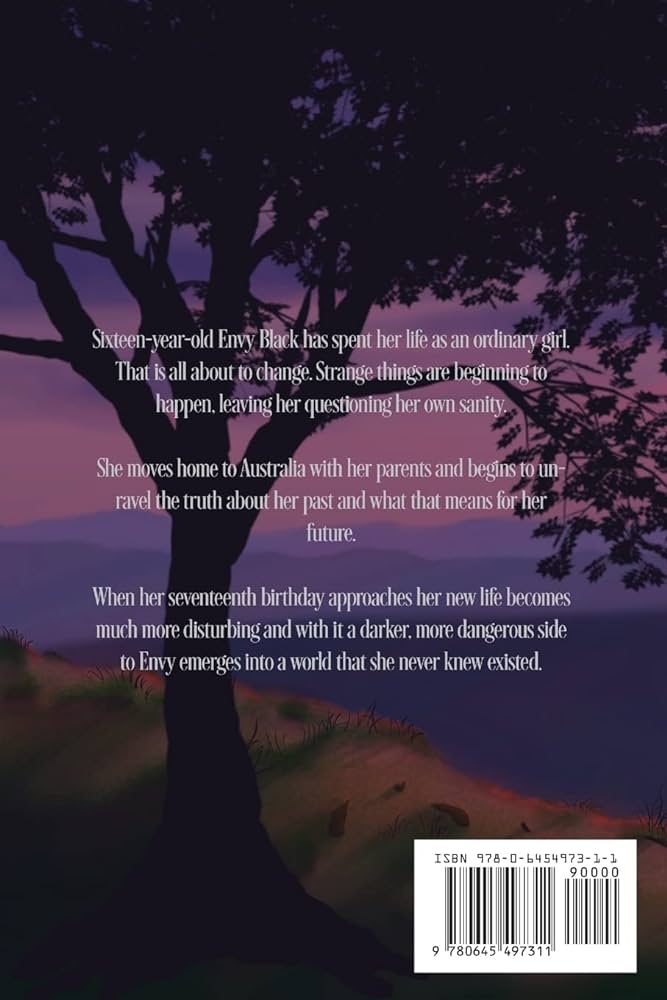 Sixteen-year-old Envy Black has spent her life as an ordinary girl.
That is all about to change. Strange things are beginning to
happen, leaving her questioning her own sanity.
She moves home to Australia with her parents and begins to un-
ravel the truth about her past and what that means for her
future.
When her seventeenth birthday approaches her new life becomes
much more disturbing and with it a darker, more dangerous side
to Envy emerges into a world that she never knew existed.
ISBN 978-0-6454973-1-1
90000
9 780645 497311